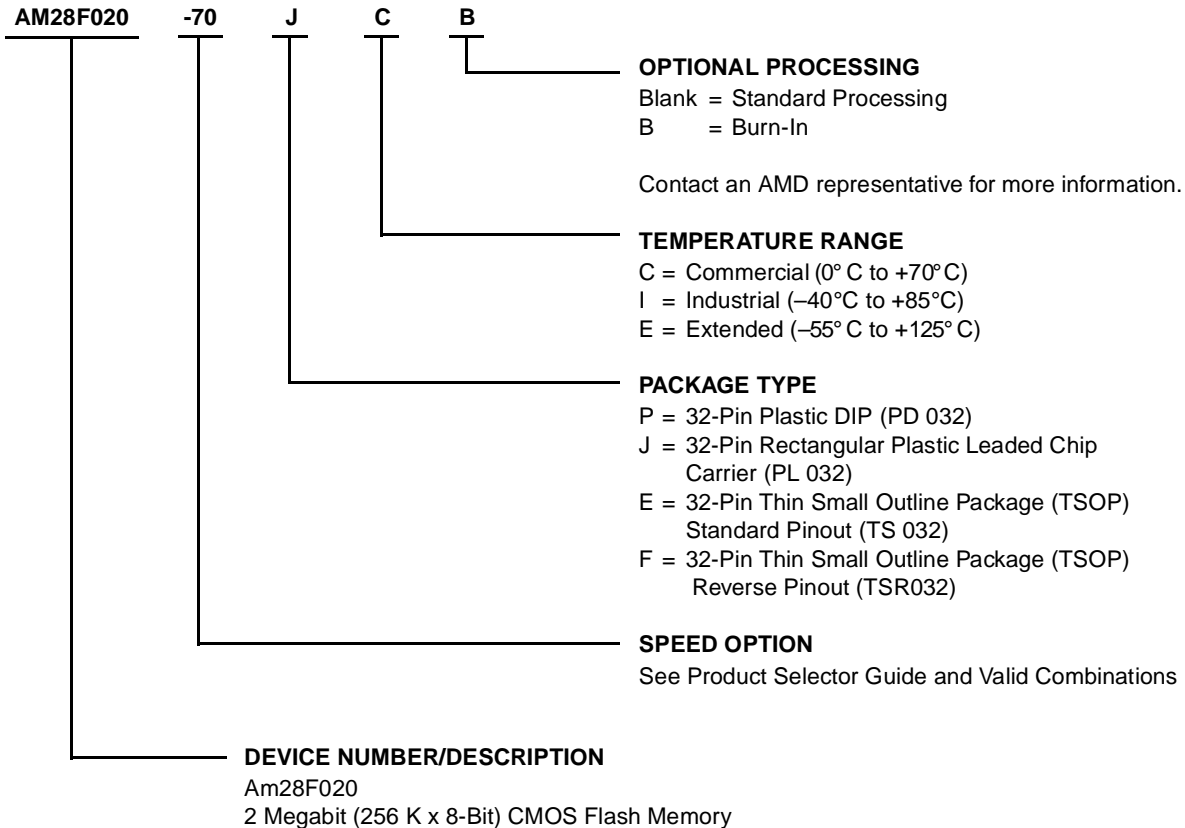 AM28F020 -70 J C B
OPTIONAL PROCESSING
Blank = Standard Processing
B = Burn-In
Contact an AMD representative for more information.
TEMPERATURE RANGE
C = Commercial (0° C to +70°C)
I = Industrial (–40°C to +85°C)
E = Extended (–55° C to +125° C)
PACKAGE TYPE
P = 32-Pin Plastic DIP (PD 032)
J = 32-Pin Rectangular Plastic Leaded Chip
Carrier (PL 032)
E = 32-Pin Thin Small Outline Package (TSOP)
Standard Pinout (TS 032)
F = 32-Pin Thin Small Outline Package (TSOP)
Reverse Pinout (TSR032)
SPEED OPTION
See Product Selector Guide and Valid Combinations
DEVICE NUMBER/DESCRIPTION
Am28F020
2 Megabit (256 K x 8-Bit) CMOS Flash Memory